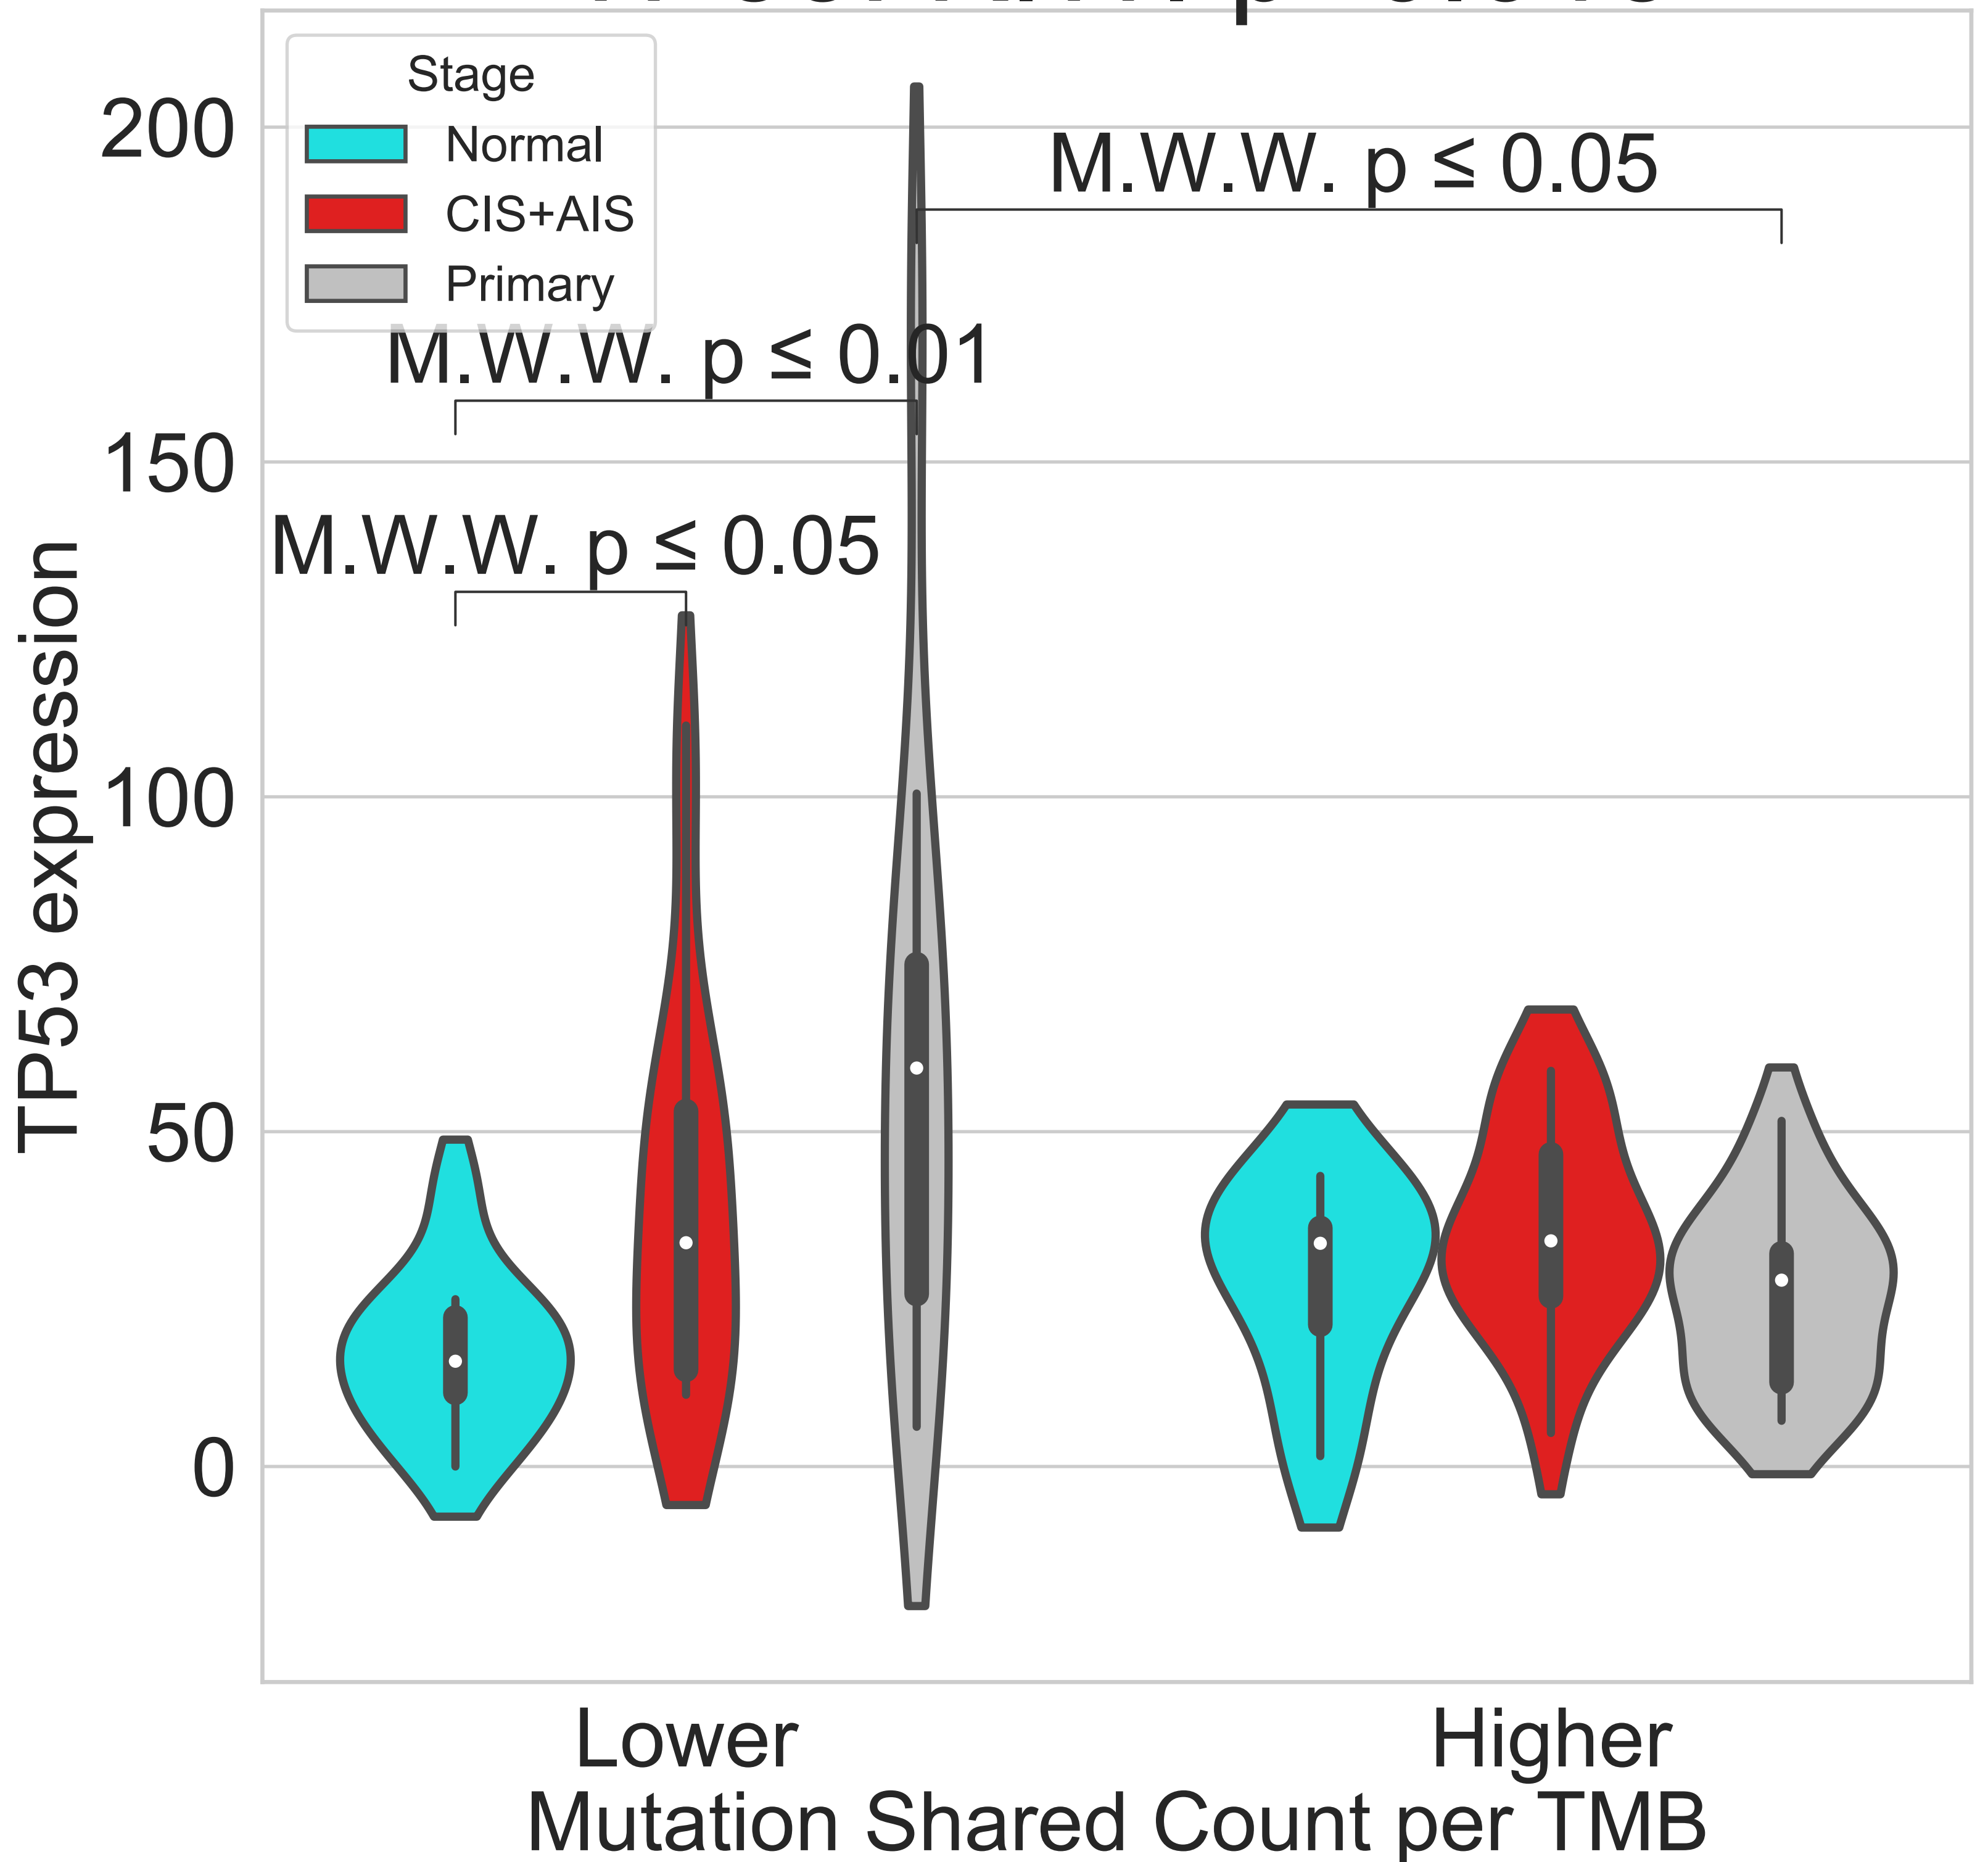 Stage
Normal
CIS+AIS
Primary
M.W.W. p ≤ 0.05
M.W.W. p ≤ 0.01
M.W.W. p ≤ 0.05
200
150
100
50
0
TP53 expression
Lower
Higher
Mutation Shared Count per TMB